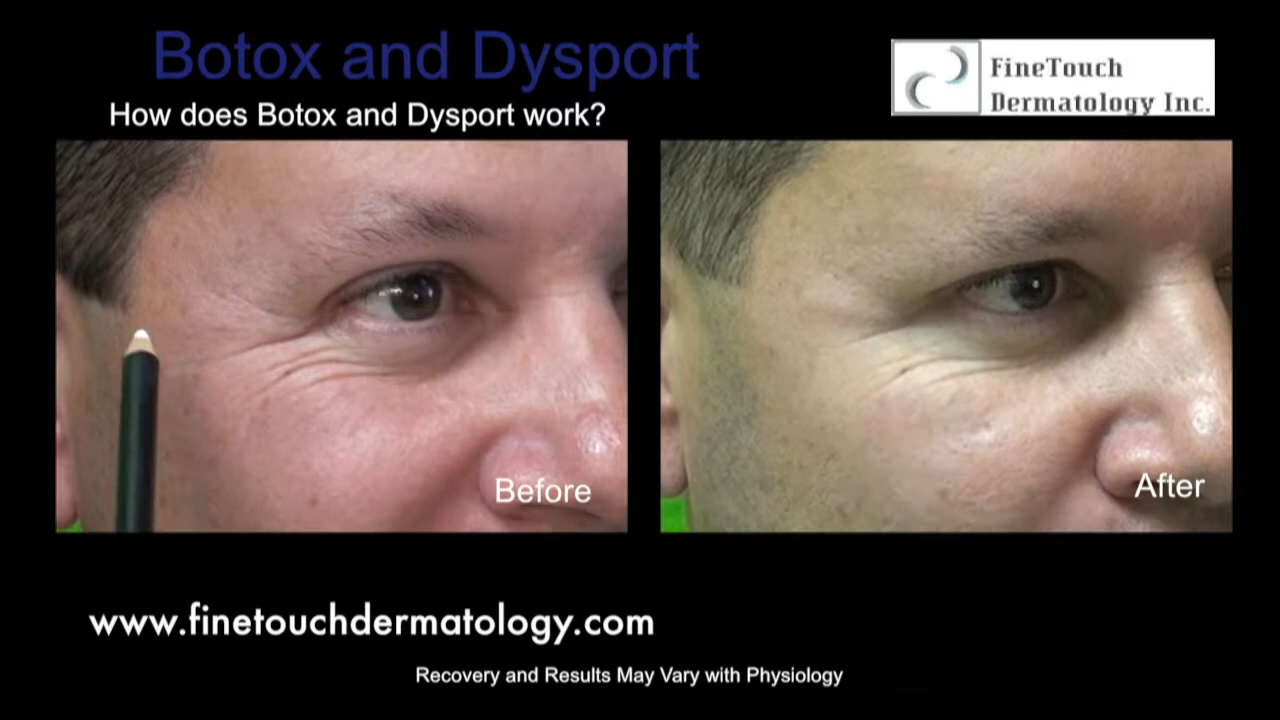 Botox and Dysport
FineTouch
Dermatology Inc.
How does Botox and Dysport work?
Before
After
www.finetouchdermatology.com
Recovery and Results May Vary with Physiology